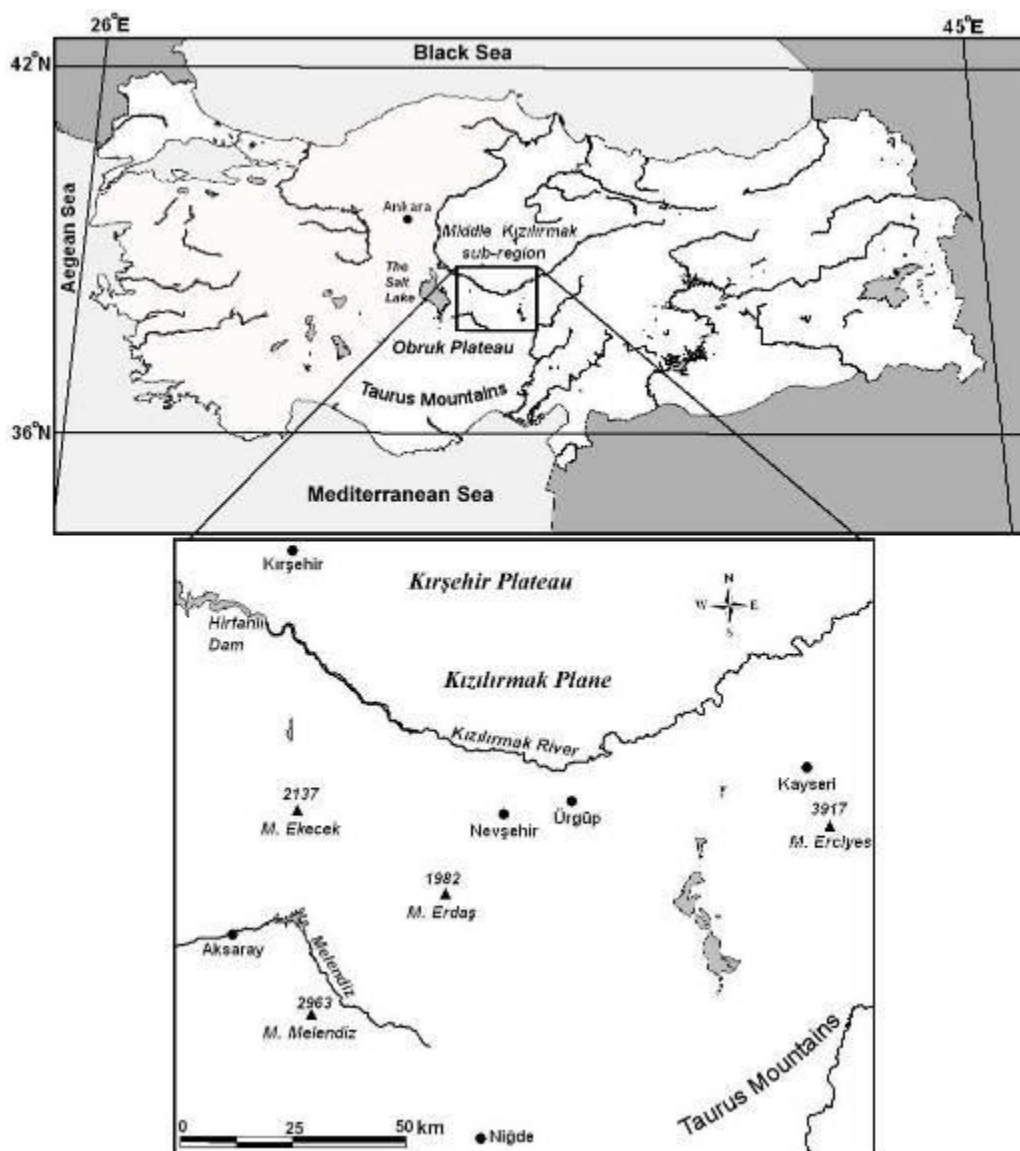 26°E
45°E
42°N
Black Sea
Aegean Sea
Ankara
Middle Kızılırmak
sub-region
The
Salt
Lake
Obruk Plateau
Taurus Mountains
36°N
Mediterranean Sea
Kırşehir
Kırşehir Plateau
N
W E
S
Hirfanlı
Dam
Kızılırmak Plane
Kızılırmak River
Kayseri
2137
M. Ekecek
Nevşehir
Ürgüp
3917
M. Erciyes
1982
M. Erdaş
Aksaray
Melendiz
2963
M. Melendiz
Taurus Mountains
0 25 50 km
Niğde